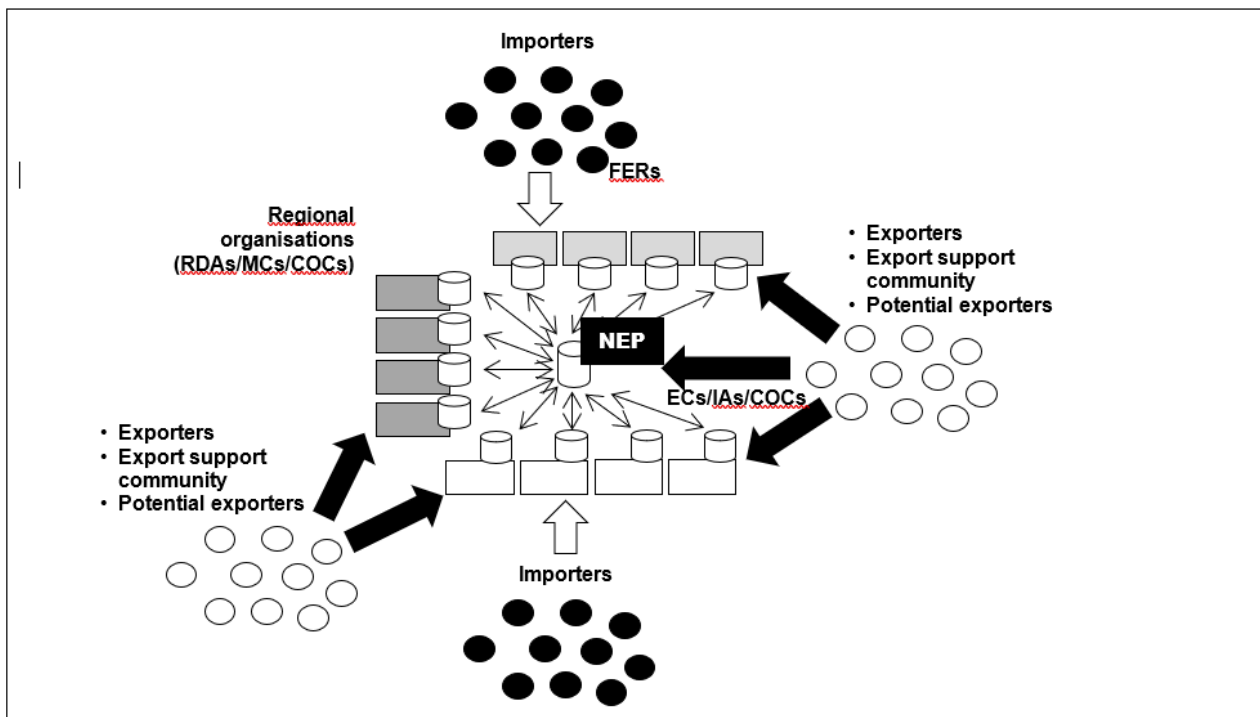 Importers
FERs
Regional
organisations
(RDAs/MCs/COCs)
• Exporters
• Export support
community
• Potential exporters
NEP
ECs/IAs/COCs
• Exporters
• Export support
community
• Potential exporters
Importers